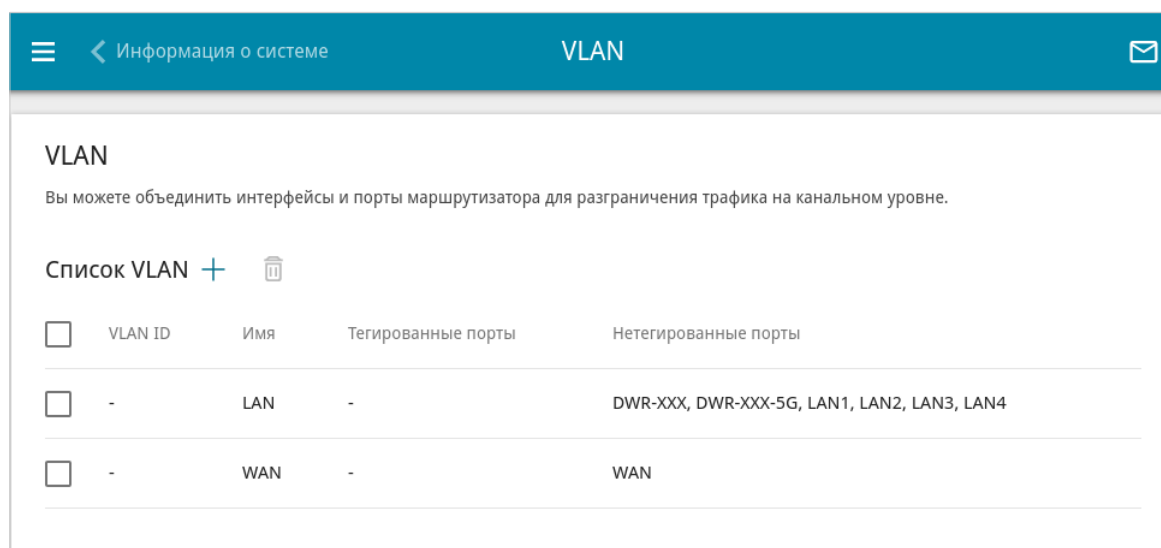 Информация о системе VLAN
VLAN
Вы можете объединить интерфейсы и порты маршрутизатора для разграничения трафика на канальном уровне.
Список VLAN
VLAN ID Имя Тегированные порты Нетегированные порты
- LAN - DWR-XXX, DWR-XXX-5G, LAN1, LAN2, LAN3, LAN4
- WAN - WAN